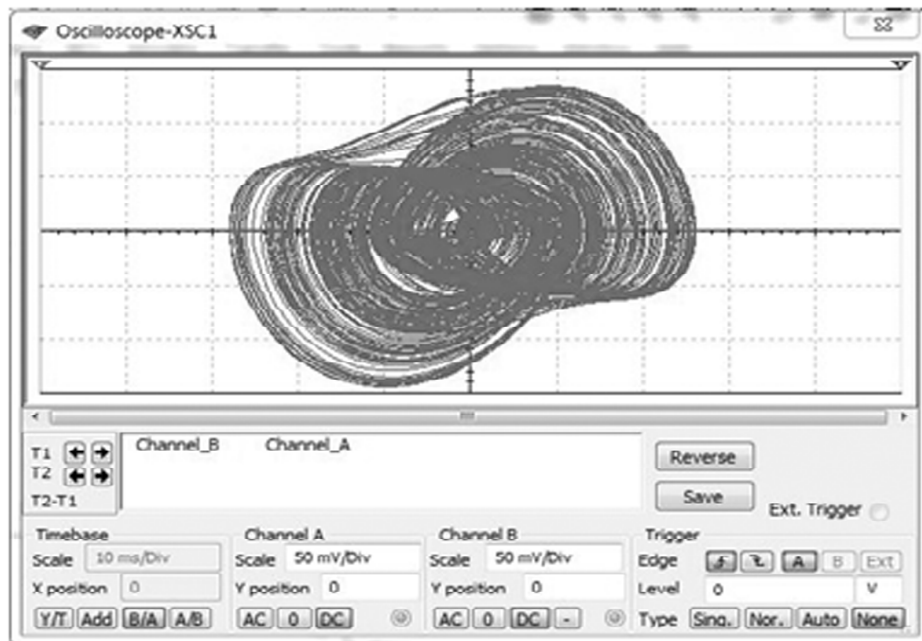 Oscilloscope-XSC1
T1
T2
T2-T1
Channel_B Channel_A
Reverse
Save
Ext. Trigger
Timebase
Scale 10 ms/Div
X position 0
Y/T Add B/A A/B
Channel A
Scale 50 mV/Div
Y position 0
AC 0 DC
Channel B
Scale 50 mV/Div
Y position 0
AC 0 DC -
Trigger
Edge A B Ext
Level 0 V
Type Sing. Nor. Auto None